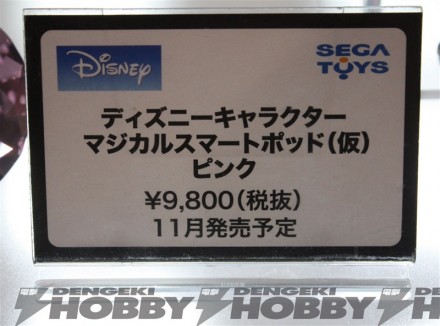 Disney
SEGA TOYS
ディズニーキャラクター
マジカルスマートポッド(仮)
ピンク
¥9,800(税抜)
11月発売予定
DENGEKI HOBBY DENGEKI HOBBY DENGEKI HOBBY